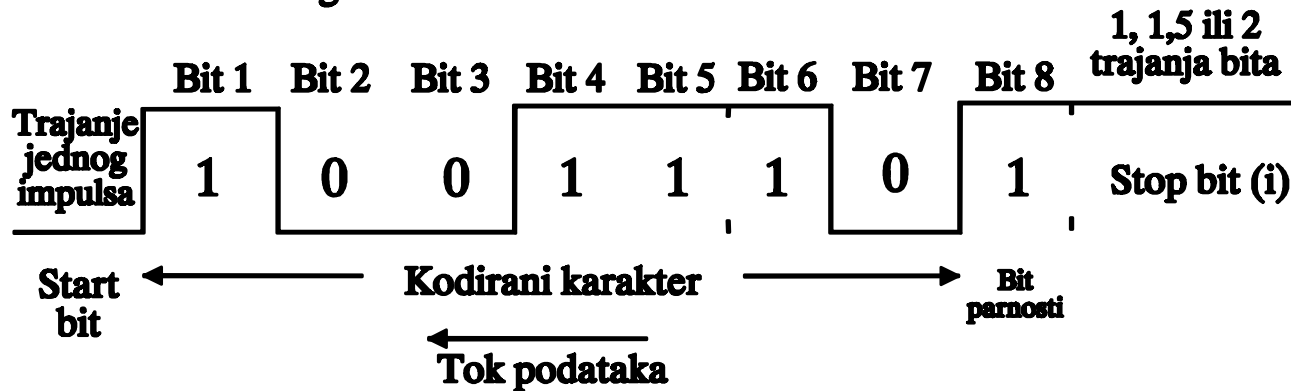 1, 1,5 ili 2
trajanja bita
Bit 1 Bit 2 Bit 3 Bit 4 Bit 5 Bit 6 Bit 7 Bit 8
Trajanje
jednog
impulsa
1 0 0 1 1 1 0 1 Stop bit (i)
Start
bit
Kodirani karakter
Bit
parnosti
Tok podataka